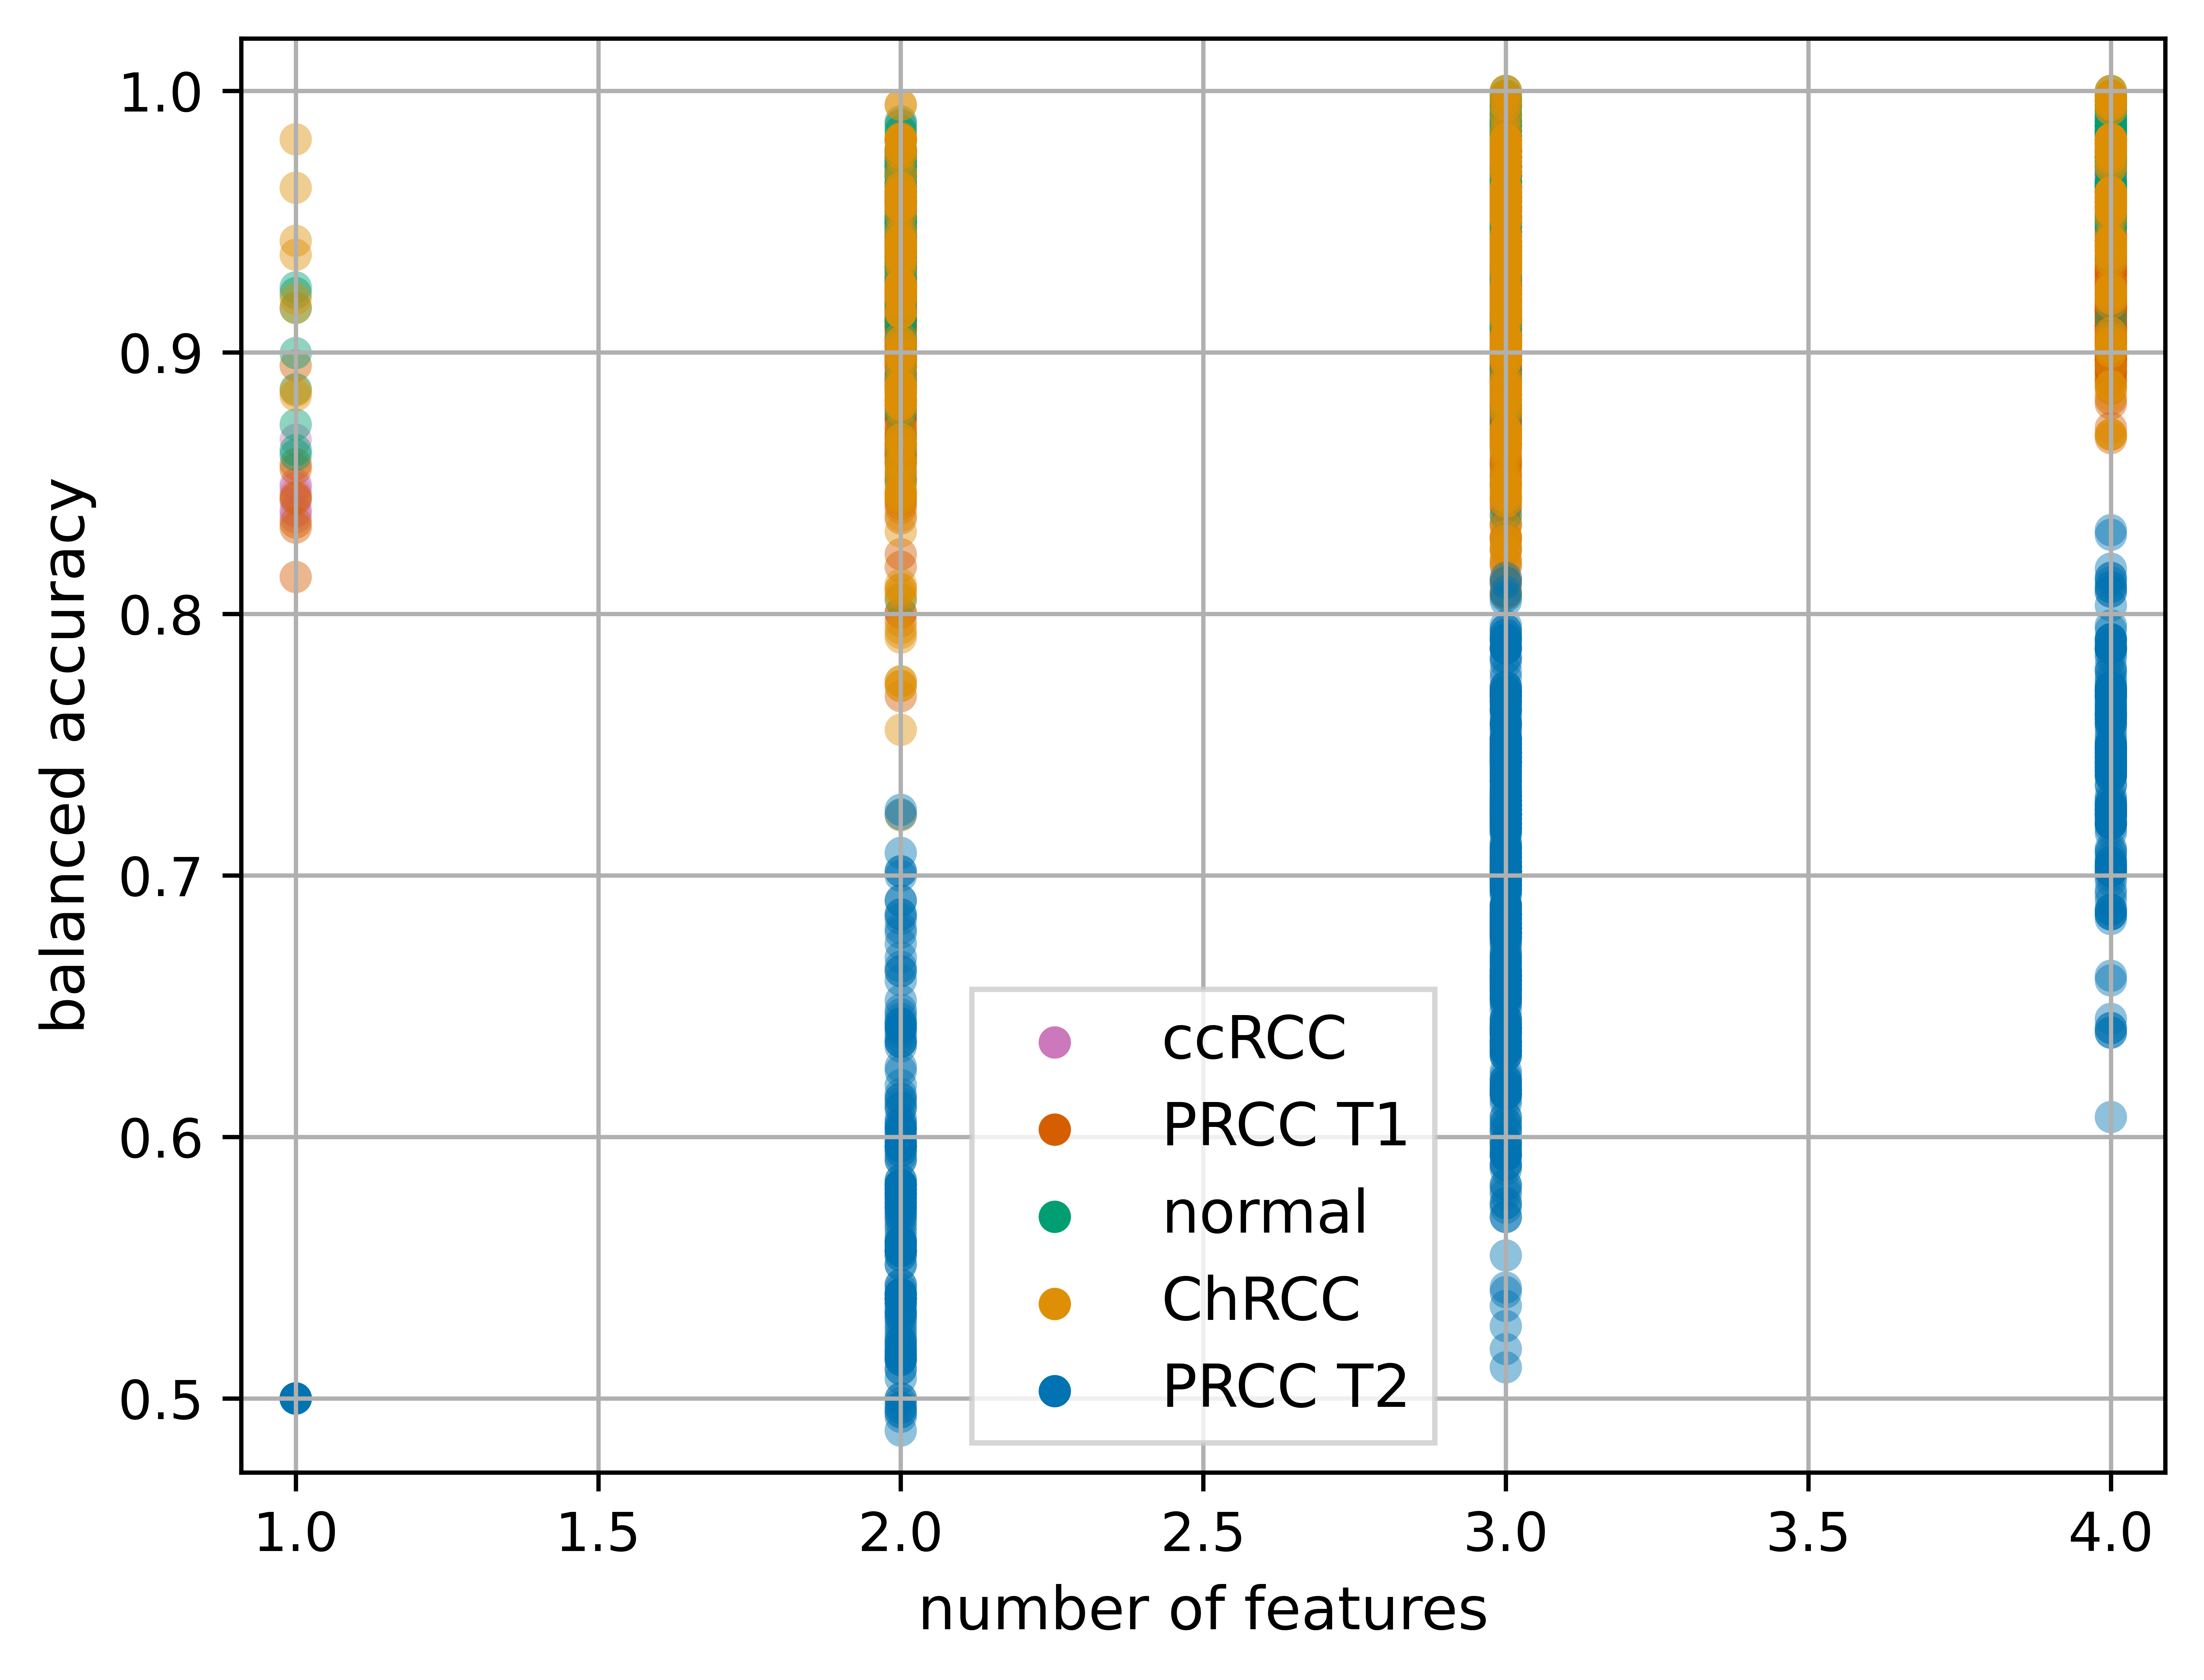 balanced accuracy
1.0
0.9
0.8
0.7
0.6
0.5
ccRCC
PRCC T1
normal
ChRCC
PRCC T2
1.0 1.5 2.0 2.5 3.0 3.5 4.0
number of features